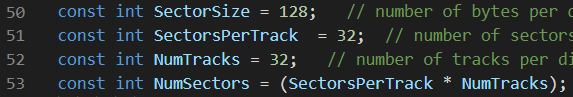 50 const int SectorSize = 128; // number of bytes per
51 const int SectorsPerTrack = 32; // number of sectors
52 const int NumTracks = 32; // number of tracks per
53 const int NumSectors = (SectorsPerTrack * NumTracks);